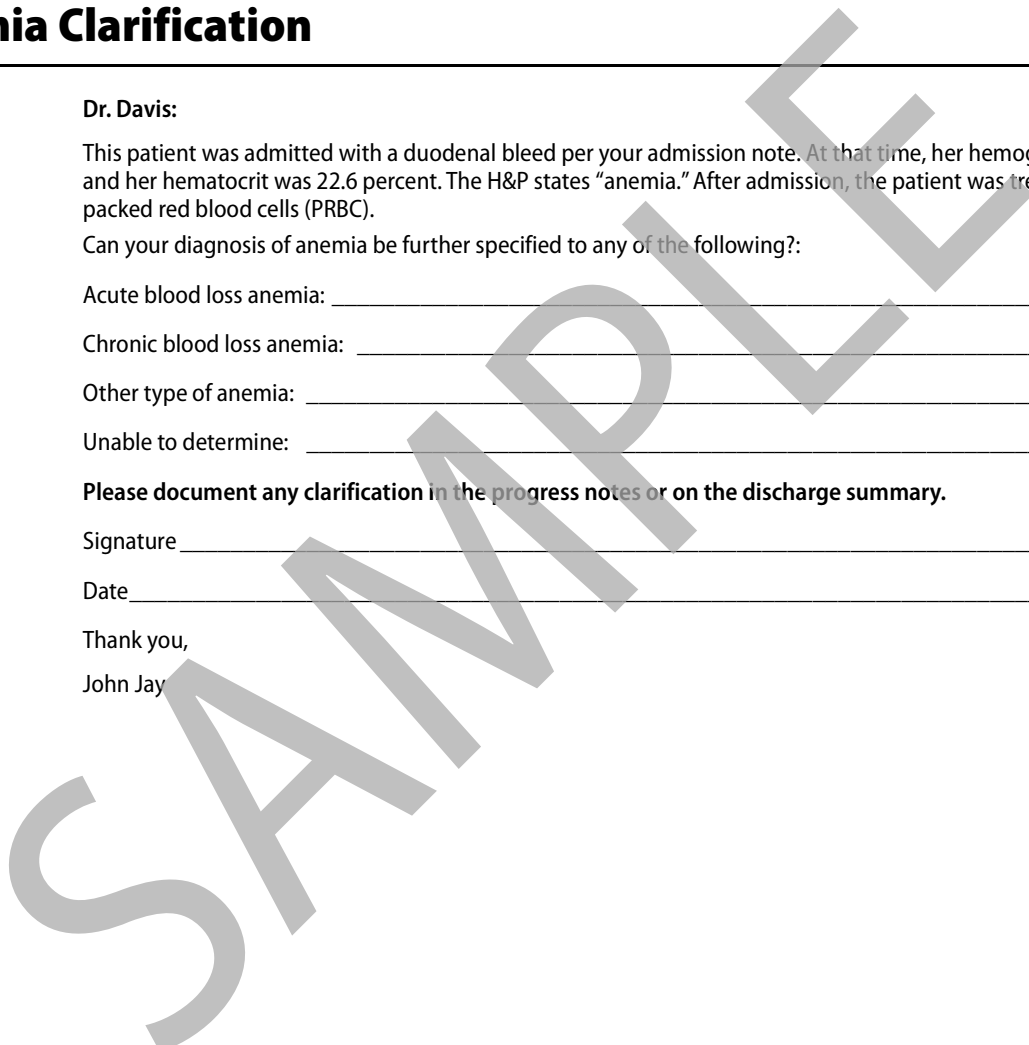 nia Clarification
Dr. Davis:
This patient was admitted with a duodenal bleed per your admission note. At that time, her hemog
and her hematocrit was 22.6 percent. The H&P states “anemia.” After admission, the patient was tre
packed red blood cells (PRBC).
Can your diagnosis of anemia be further specified to any of the following?:
Acute blood loss anemia:
Chronic blood loss anemia:
Other type of anemia:
Unable to determine:
Please document any clarification in the progress notes or on the discharge summary.
Signature
Date
Thank you,
John Jay
SAMPLE